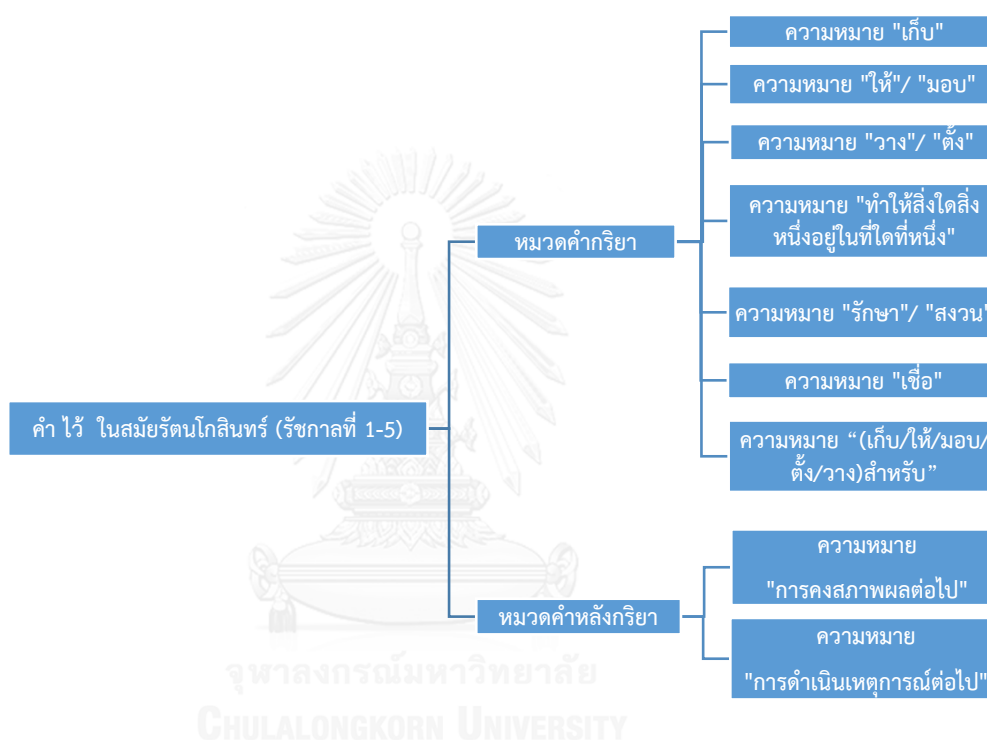 คำ ไว้ ในสมัยรัตนโกสินทร์ (รัชกาลที่ 1-5)
หมวดคำกริยา
ความหมาย "เก็บ"
ความหมาย "ให้"/ "มอบ"
ความหมาย "วาง"/ "ตั้ง"
ความหมาย "ทำให้สิ่งใดสิ่ง
หนึ่งอยู่ในที่ใดที่หนึ่ง"
ความหมาย "รักษา"/ "สงวน"
ความหมาย "เชื่อ"
ความหมาย “(เก็บ/ให้/มอบ/
ตั้ง/วาง)สำหรับ”
หมวดคำหลังกริยา
ความหมาย
"การคงสภาพผลต่อไป"
ความหมาย
"การดำเนินเหตุการณ์ต่อไป"
จุฬาลงกรณ์มหาวิทยาลัย
CHULALONGKORN UNIVERSITY